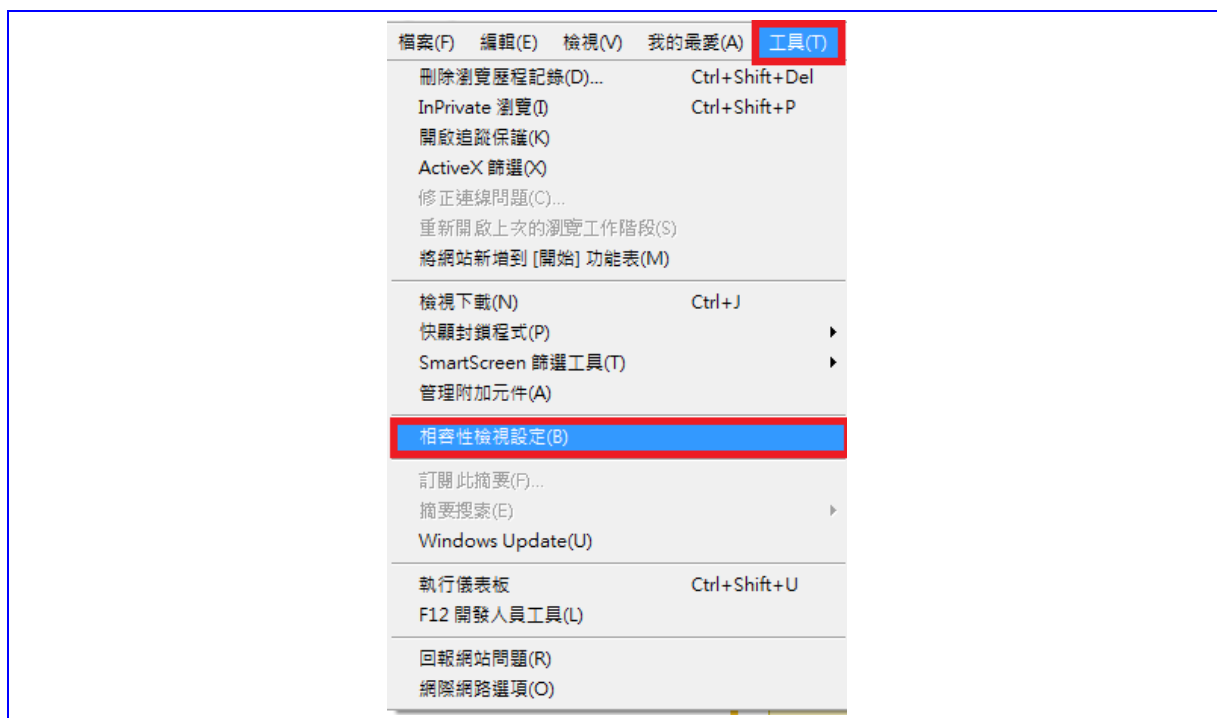 檔案(F) 編輯(E) 檢視(V) 我的最愛(A) 工具(T)
刪除瀏覽歷程記錄(D)... Ctrl+Shift+Del
InPrivate 瀏覽(I) Ctrl+Shift+P
開啟追蹤保護(K)
ActiveX 篩選(X)
修正連線問題(C)...
重新開啟上次的瀏覽工作階段(S)
將網站新增到 [開始] 功能表(M)
檢視下載(N) Ctrl+J
快顯封鎖程式(P)
SmartScreen 篩選工具(T)
管理附加元件(A)
相容性檢視設定(B)
訂閱此摘要(F)...
摘要搜索(E)
Windows Update(U)
執行儀表板 Ctrl+Shift+U
F12 開發人員工具(L)
回報網站問題(R)
網際網路選項(O)